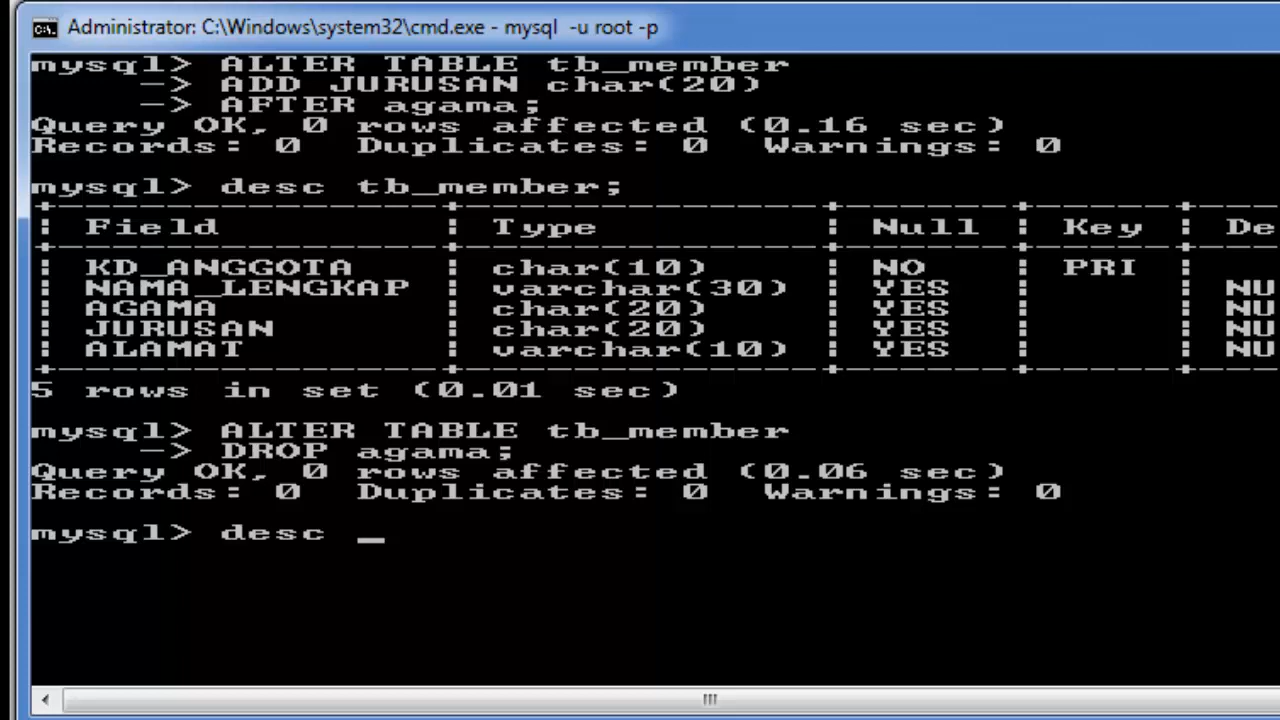 Administrator: C:\Windows\system32\cmd.exe - mysql -u root -p
mysql> ALTER TABLE tb_member
-> ADD JURUSAN char(20)
-> AFTER agama;
Query OK, 0 rows affected (0.16 sec)
Records: 0 Duplicates: 0 Warnings: 0
mysql> desc tb_member;
| Field | Type | Null | Key | De
| KD_ANGGOTA | char(10) | NO | PRI |
| NAMA_LENGKAP | varchar(30) | YES | | NU
| AGAMA | char(20) | YES | | NU
| JURUSAN | char(20) | YES | | NU
| ALAMAT | varchar(10) | YES | | NU
5 rows in set (0.01 sec)
mysql> ALTER TABLE tb_member
-> DROP agama;
Query OK, 0 rows affected (0.06 sec)
Records: 0 Duplicates: 0 Warnings: 0
mysql> desc _